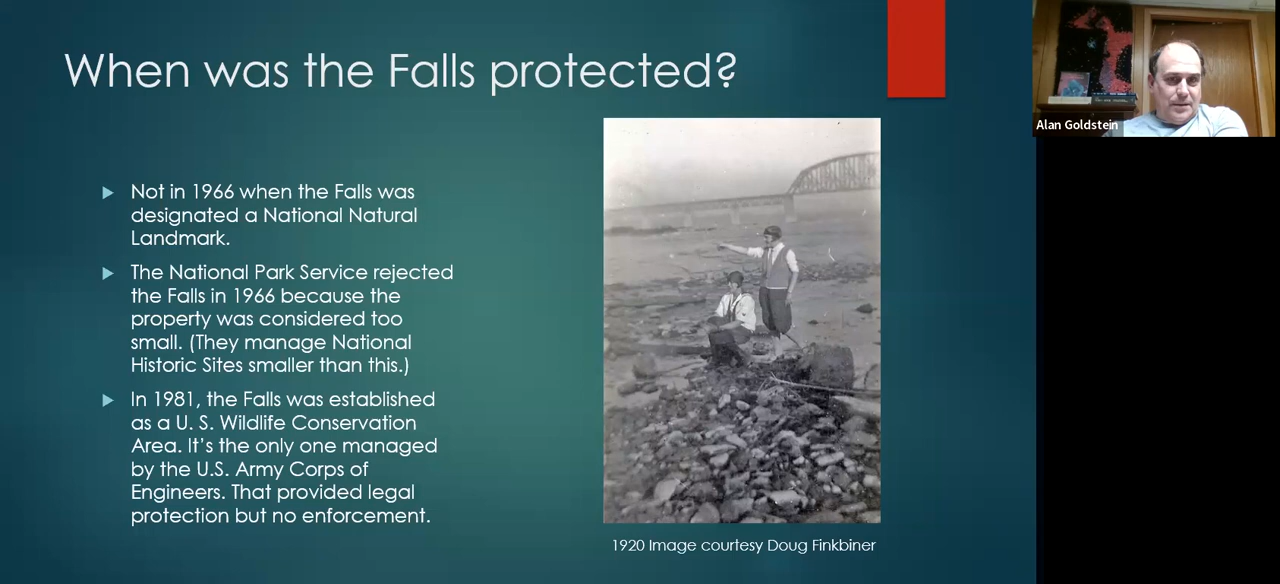 When was the Falls protected?
Not in 1966 when the Falls was
designated a National Natural
Landmark.
The National Park Service rejected
the Falls in 1966 because the
property was considered too
small. (They manage National
Historic Sites smaller than this.)
In 1981, the Falls was established
as a U. S. Wildlife Conservation
Area. It's the only one managed
by the U.S. Army Corps of
Engineers. That provided legal
protection but no enforcement.
1920 Image courtesy Doug Finkbiner
Alan Goldstein